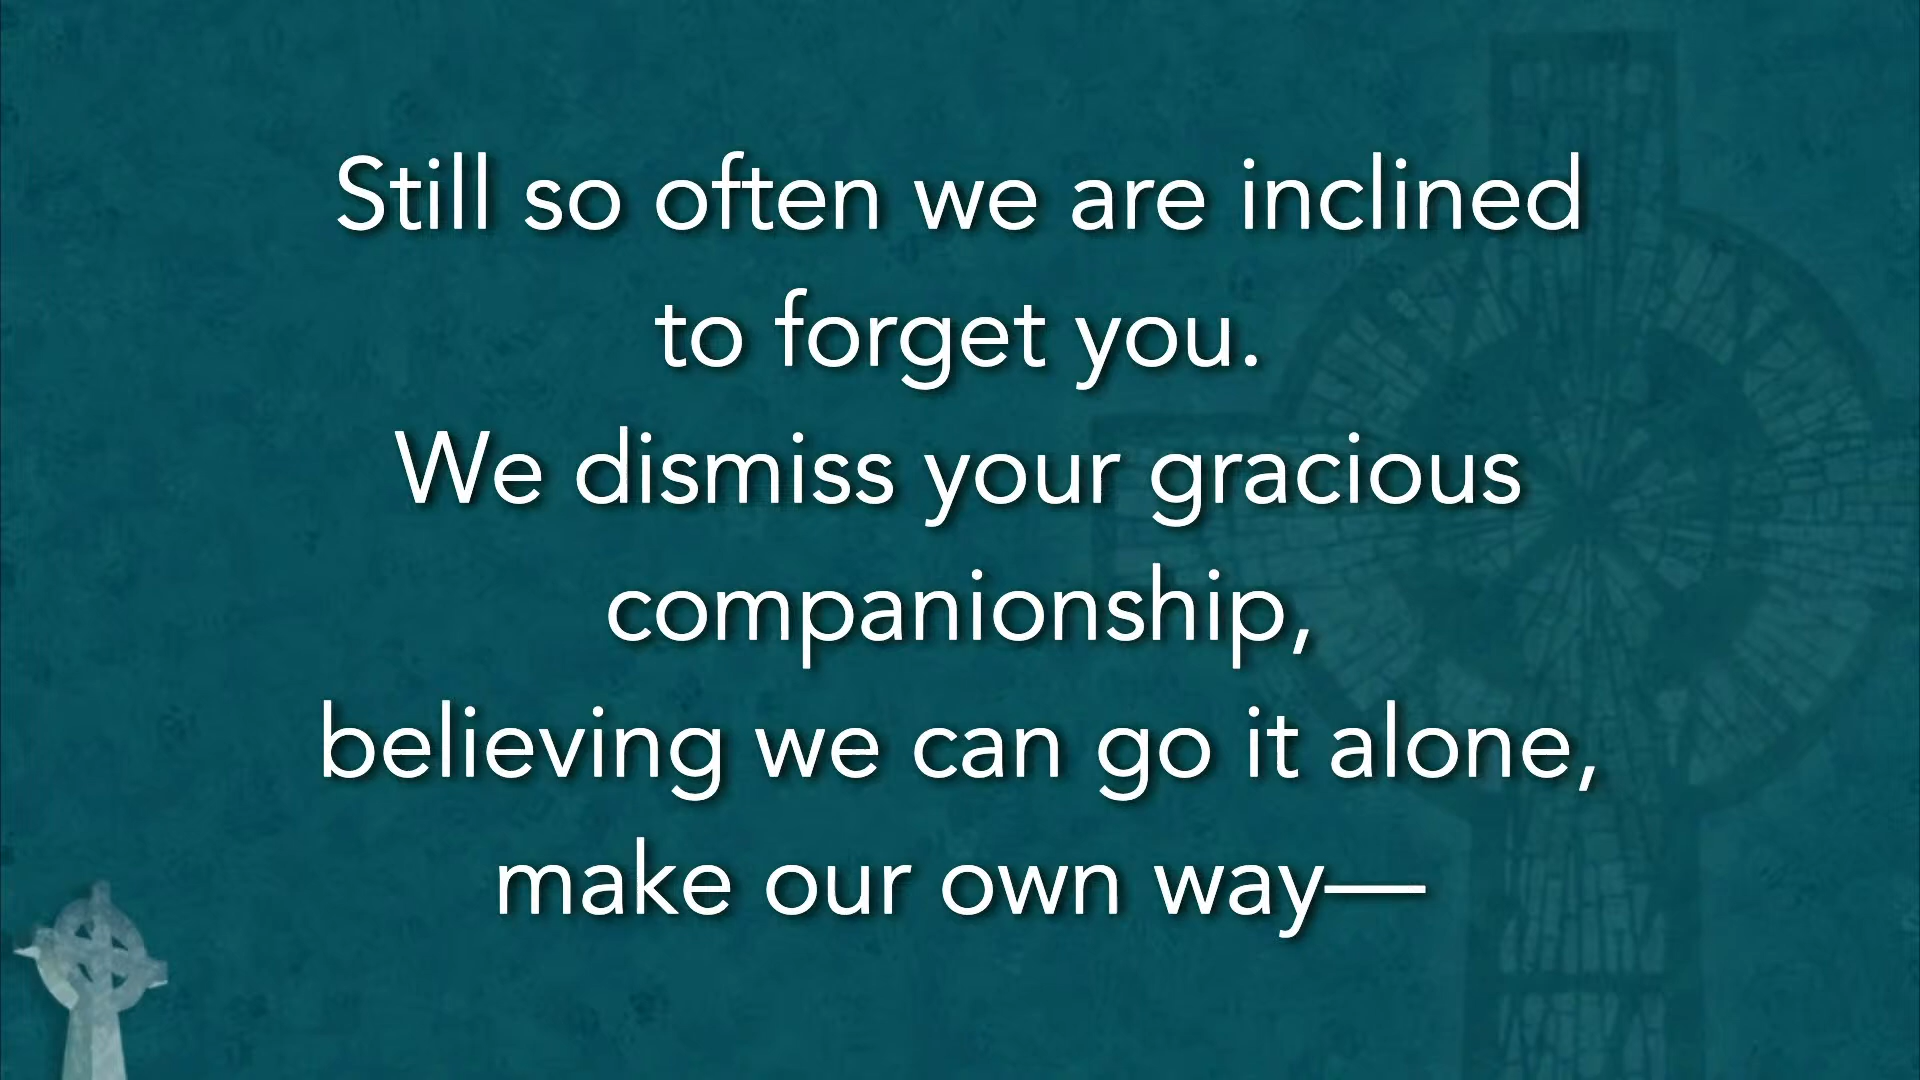 Still so often we are inclined
to forget you.
We dismiss your gracious
companionship,
believing we can go it alone,
make our own way—